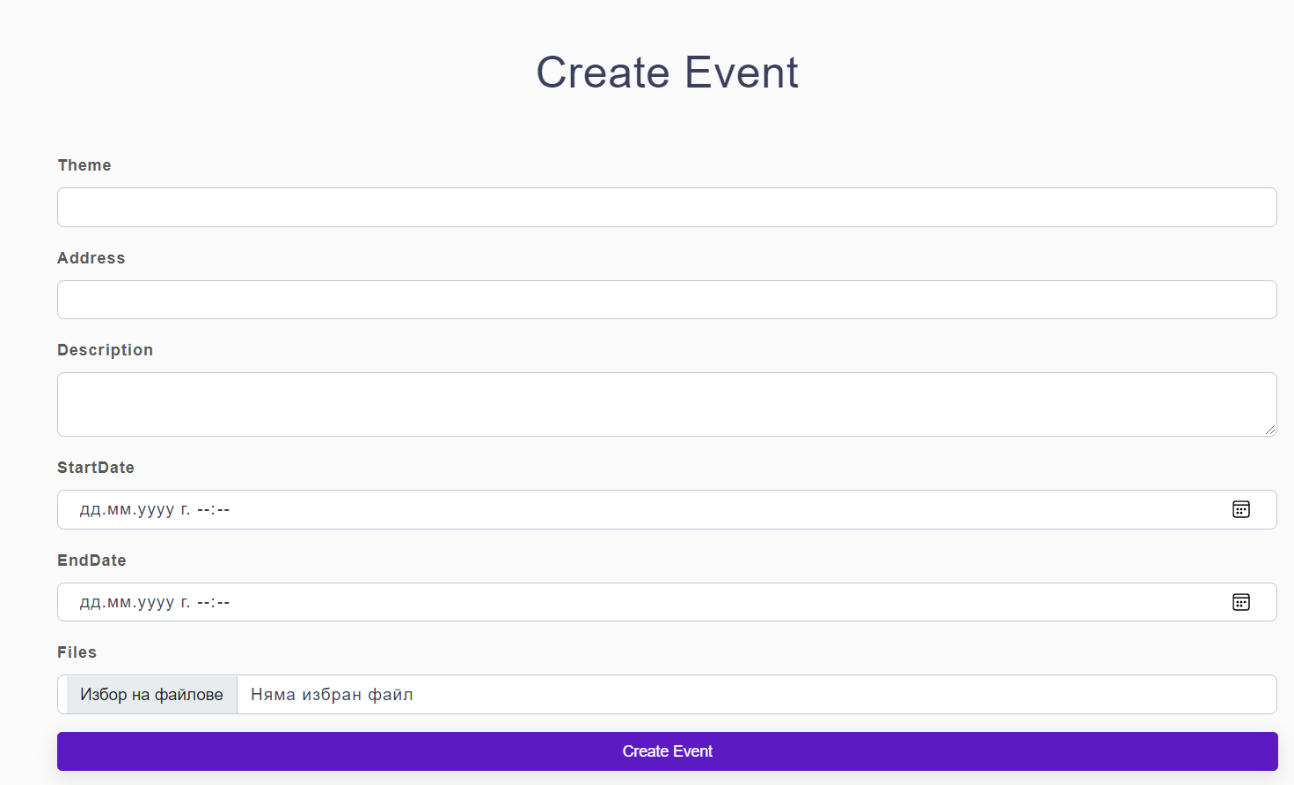 Create Event
Theme
Address
Description
StartDate
дд.мм.уууу г. --:--
EndDate
дд.мм.уууу г. --:--
Files
Избор на файлове Няма избран файл
Create Event